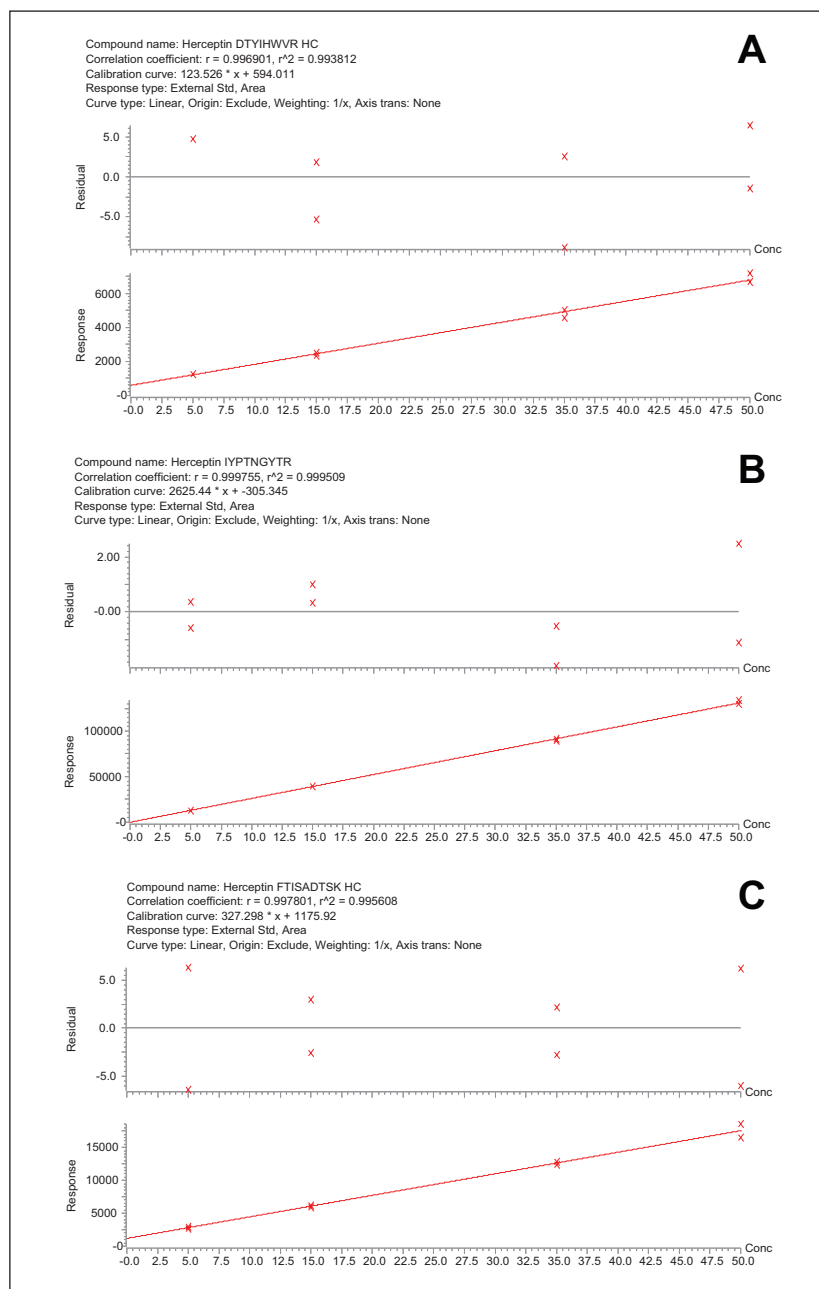 Compound name: Herceptin DTYIHWVR HC
Correlation coefficient: r = 0.996901, r^2 = 0.993812
Calibration curve: 123.526 * x + 594.011
Response type: External Std, Area
Curve type: Linear, Origin: Exclude, Weighting: 1/x, Axis trans: None
A
Residual
5.0
0.0
-5.0
Conc
Response
6000
4000
2000
-0
Conc
-0.0 2.5 5.0 7.5 10.0 12.5 15.0 17.5 20.0 22.5 25.0 27.5 30.0 32.5 35.0 37.5 40.0 42.5 45.0 47.5 50.0
Compound name: Herceptin IYPTNGYTR
Correlation coefficient: r = 0.999755, r^2 = 0.999509
Calibration curve: 2625.44 * x + -305.345
Response type: External Std, Area
Curve type: Linear, Origin: Exclude, Weighting: 1/x, Axis trans: None
B
Residual
2.00
-0.00
Conc
Response
100000
50000
-0
Conc
-0.0 2.5 5.0 7.5 10.0 12.5 15.0 17.5 20.0 22.5 25.0 27.5 30.0 32.5 35.0 37.5 40.0 42.5 45.0 47.5 50.0
Compound name: Herceptin FTISADTSK HC
Correlation coefficient: r = 0.997801, r^2 = 0.995608
Calibration curve: 327.298 * x + 1175.92
Response type: External Std, Area
Curve type: Linear, Origin: Exclude, Weighting: 1/x, Axis trans: None
C
Residual
5.0
0.0
-5.0
Conc
Response
15000
10000
5000
-0
Conc
-0.0 2.5 5.0 7.5 10.0 12.5 15.0 17.5 20.0 22.5 25.0 27.5 30.0 32.5 35.0 37.5 40.0 42.5 45.0 47.5 50.0